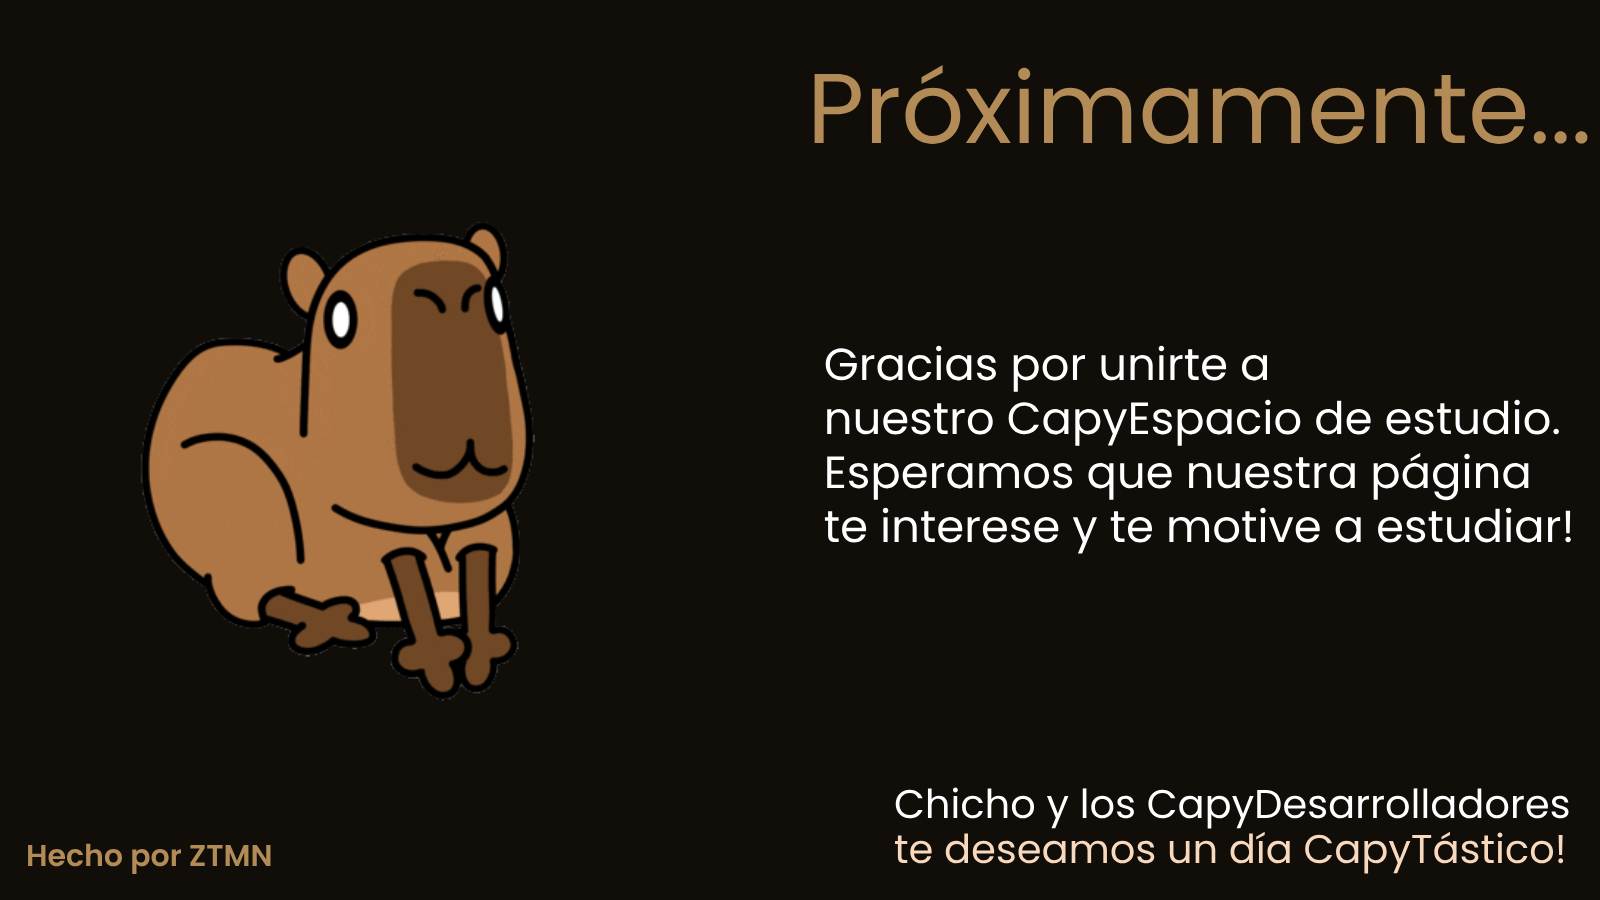 Próximamente...
Gracias por unirte a
nuestro CapyEspacio de estudio.
Esperamos que nuestra página
te interese y te motive a estudiar!
Chicho y los CapyDesarrolladores
te deseamos un día CapyTástico!
Hecho por ZTMN